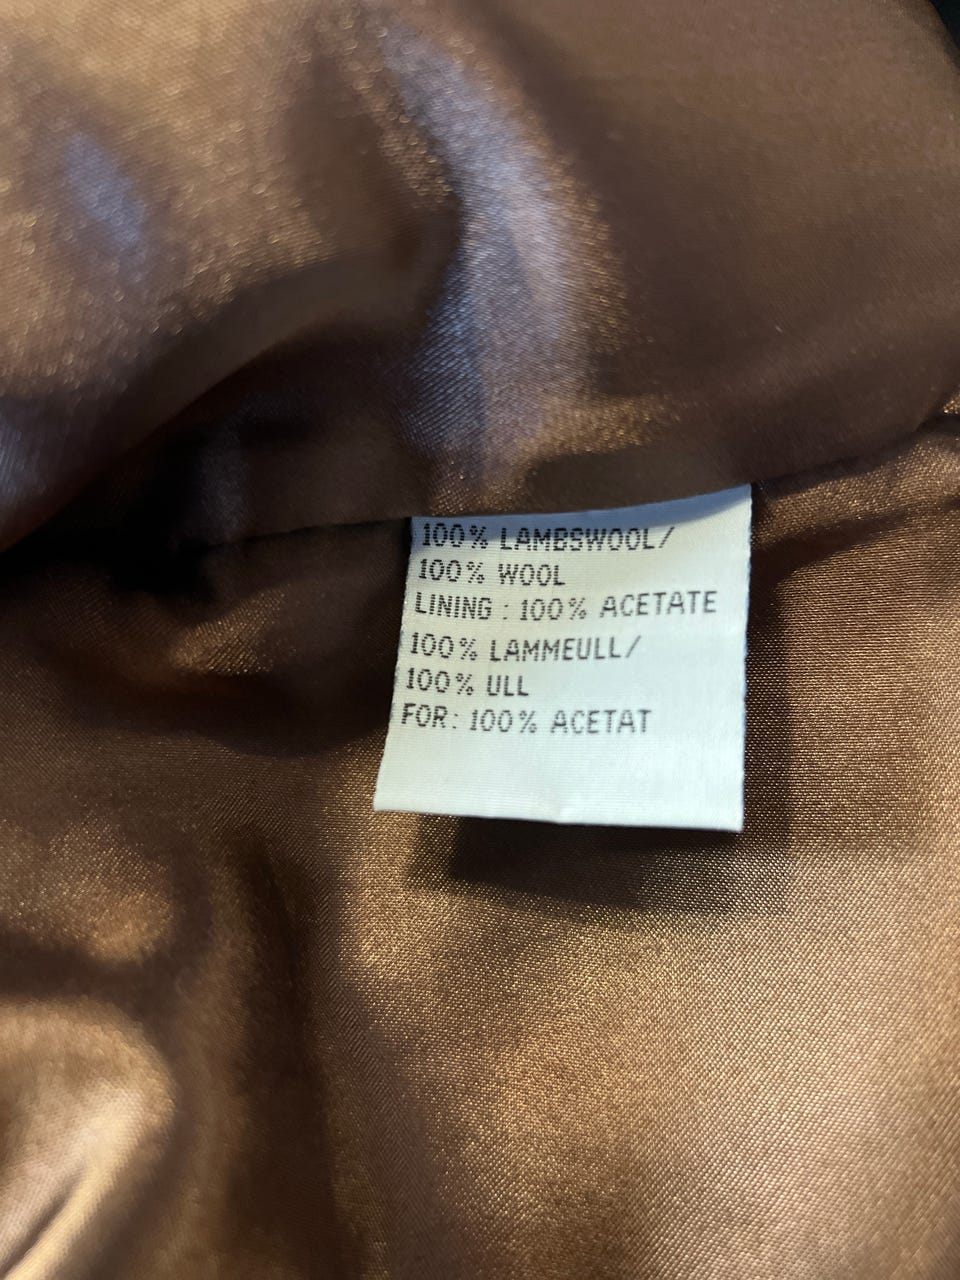 100% LAMBSWOOL/
100% WOOL
LINING : 100% ACETATE
100% LAMMEULL/
100% ULL
FOR: 100% ACETAT